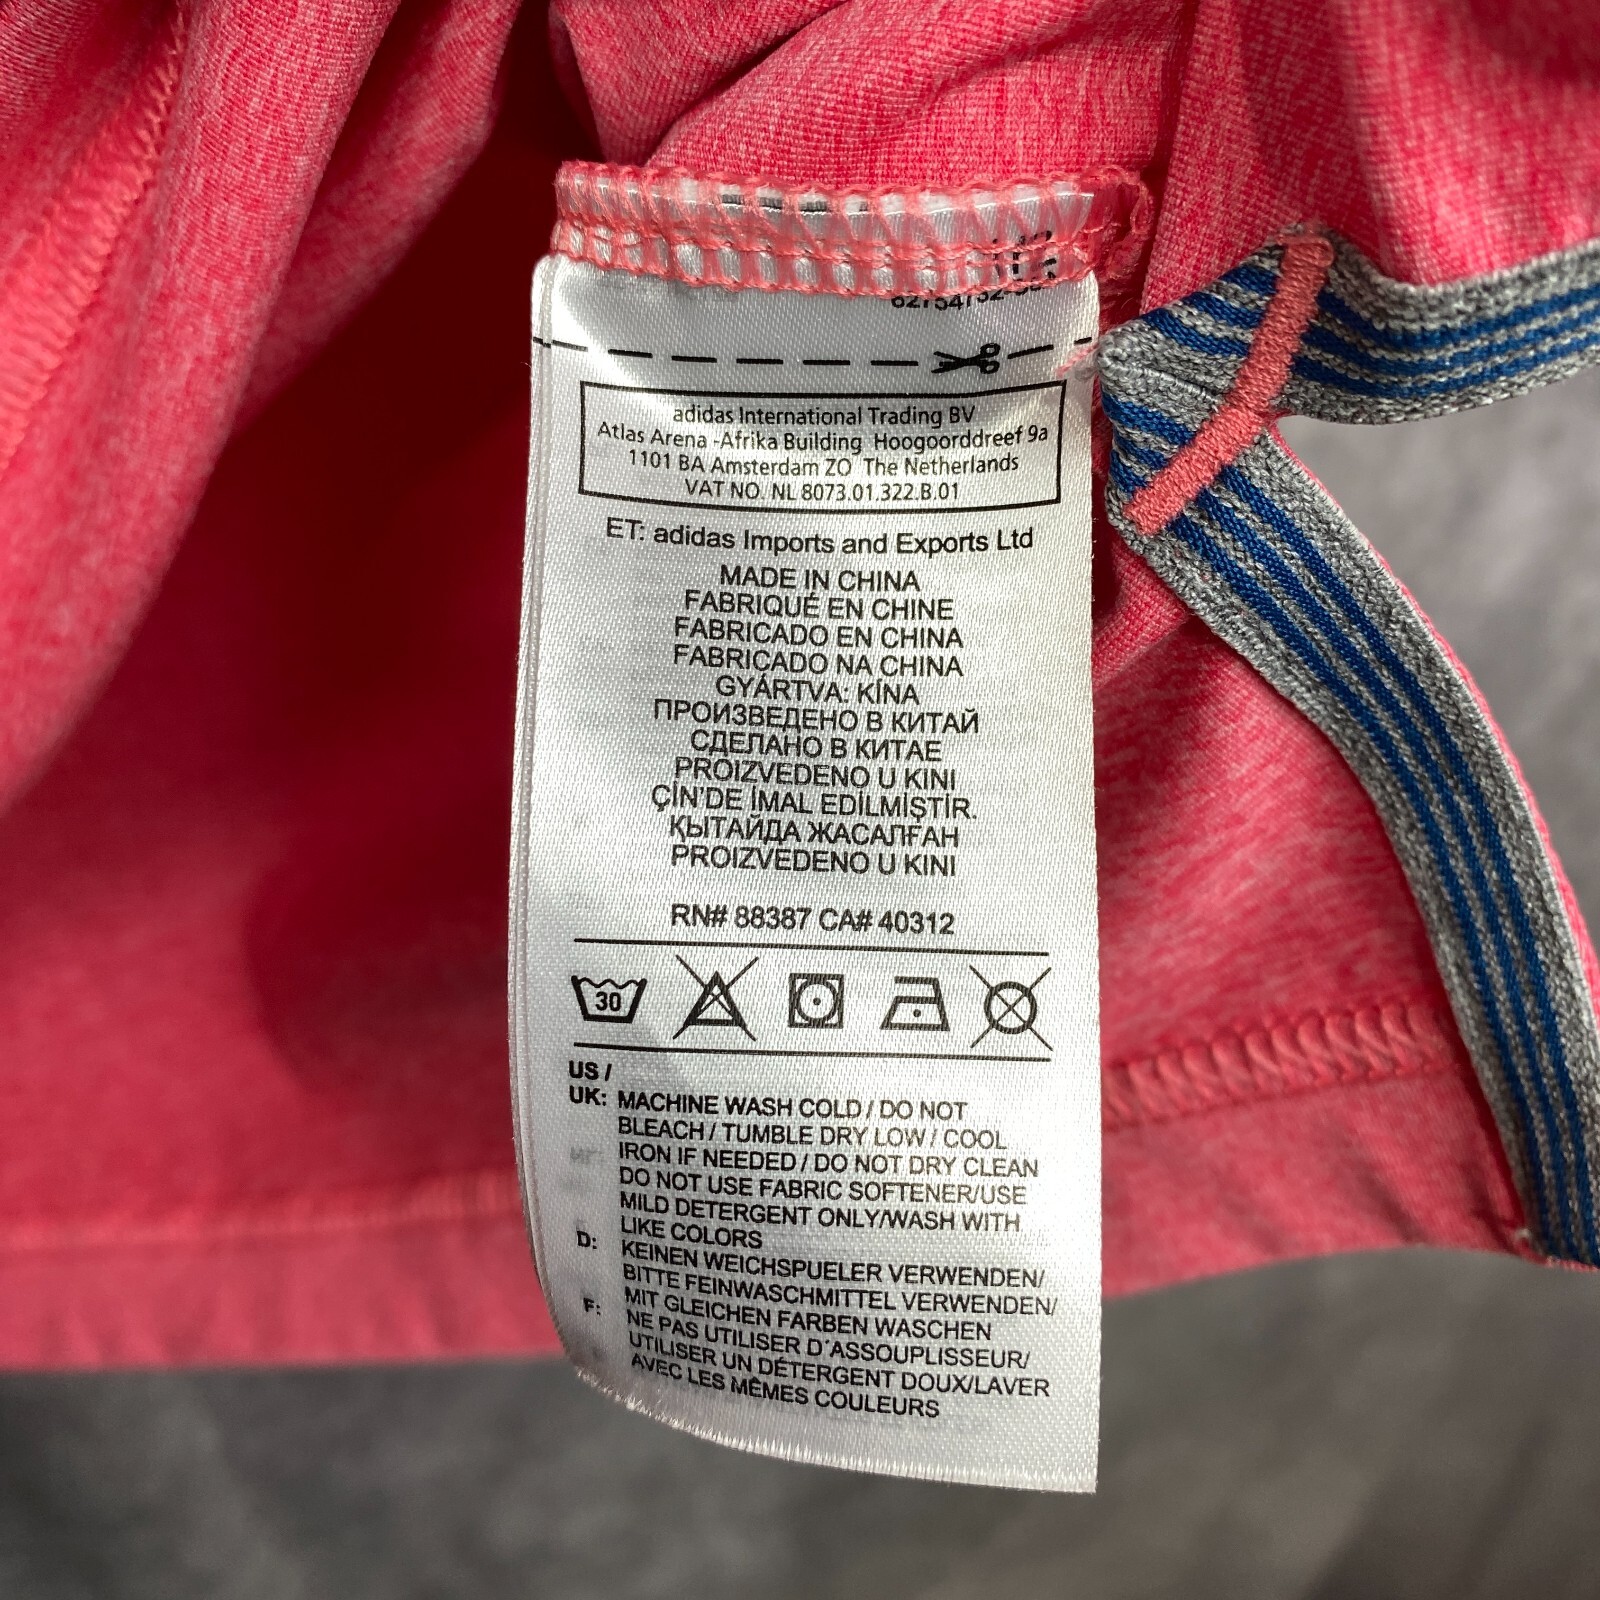 adidas International Trading BV
Atlas Arena -Afrika Building Hoogoorddreef 9a
1101 BA Amsterdam ZO The Netherlands
VAT NO. NL 8073.01.322.B.01
ET: adidas Imports and Exports Ltd
MADE IN CHINA
FABRIQUÉ EN CHINE
FABRICADO EN CHINA
FABRICADO NA CHINA
GYÁRTVA: KÍNA
ПРОИЗВЕДЕНО В КИТАЙ
СДЕЛАНО В КИТАЕ
PROIZVEDENO U KINI
ÇİN'DE İMAL EDİLMİŞTİR.
ҚЫТАЙДА ЖАСАЛҒАН
PROIZVEDENO U KINI
RN# 88387 CA# 40312
30
US /
UK: MACHINE WASH COLD / DO NOT
BLEACH / TUMBLE DRY LOW / COOL
IRON IF NEEDED / DO NOT DRY CLEAN
DO NOT USE FABRIC SOFTENER/USE
MILD DETERGENT ONLY/WASH WITH
LIKE COLORS
D: KEINEN WEICHSPUELER VERWENDEN/
BITTE FEINWASCHMITTEL VERWENDEN/
MIT GLEICHEN FARBEN WASCHEN
F: NE PAS UTILISER D'ASSOUPLISSEUR/
UTILISER UN DÉTERGENT DOUX/LAVER
AVEC LES MÊMES COULEURS